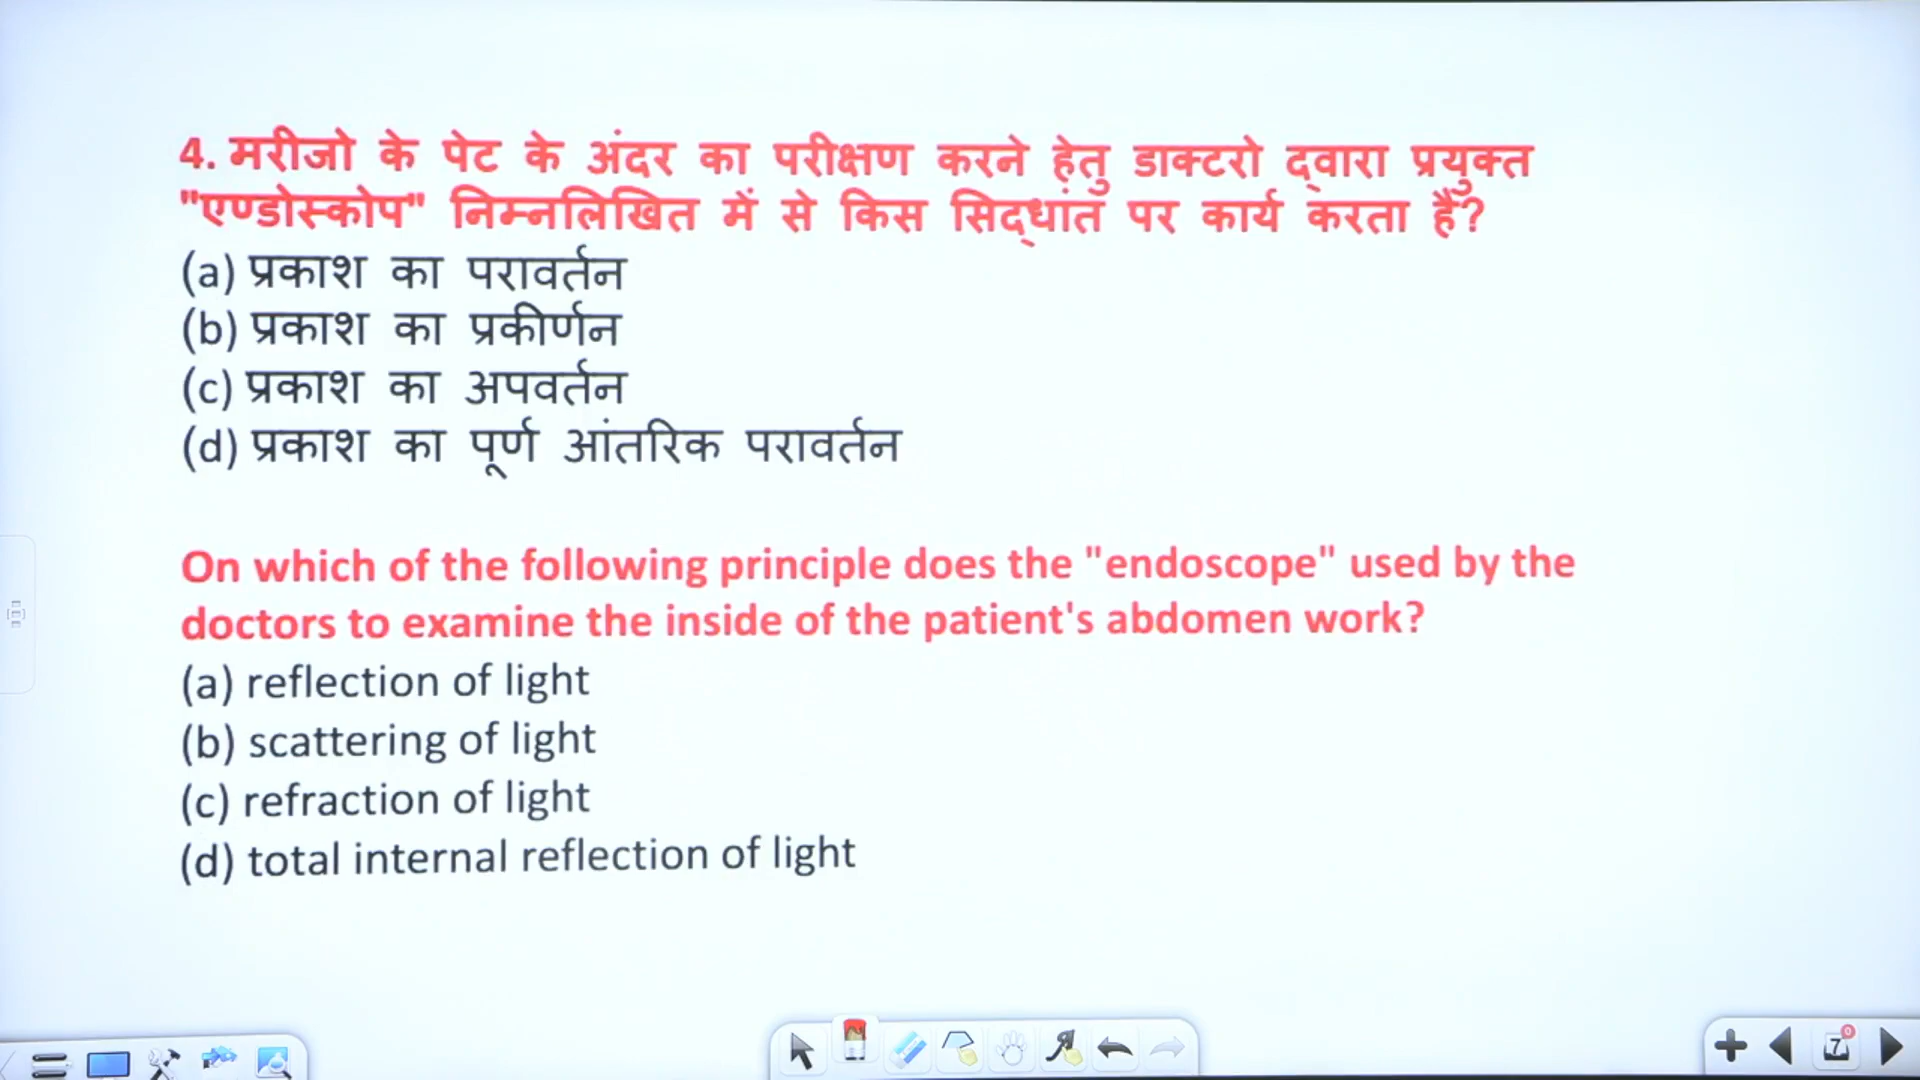 4. मरीजो के पेट के अंदर का परीक्षण करने हेतु डाक्टरो द्वारा प्रयुक्त
"एण्डोस्कोप" निम्नलिखित में से किस सिद्धांत पर कार्य करता हैं?
(a) प्रकाश का परावर्तन
(b) प्रकाश का प्रकीर्णन
(c) प्रकाश का अपवर्तन
(d) प्रकाश का पूर्ण आंतरिक परावर्तन
On which of the following principle does the "endoscope" used by the
doctors to examine the inside of the patient's abdomen work?
(a) reflection of light
(b) scattering of light
(c) refraction of light
(d) total internal reflection of light
7
0